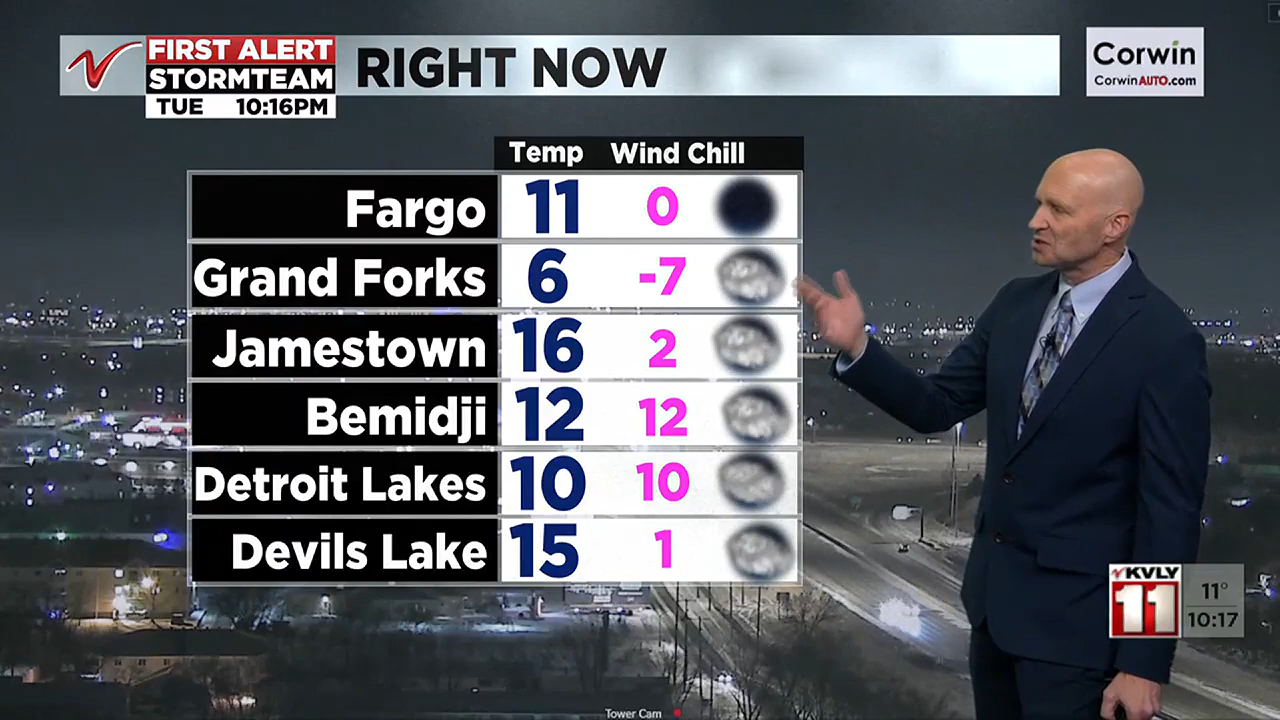 FIRST ALERT
STORMTEAM
TUE 10:16PM
RIGHT NOW
Corwin
CorwinAUTO.com
Temp Wind Chill
Fargo 11 0
Grand Forks 6 -7
Jamestown 16 2
Bemidji 12 12
Detroit Lakes 10 10
Devils Lake 15 1
KVLY
11
11°
10:17
Tower Cam